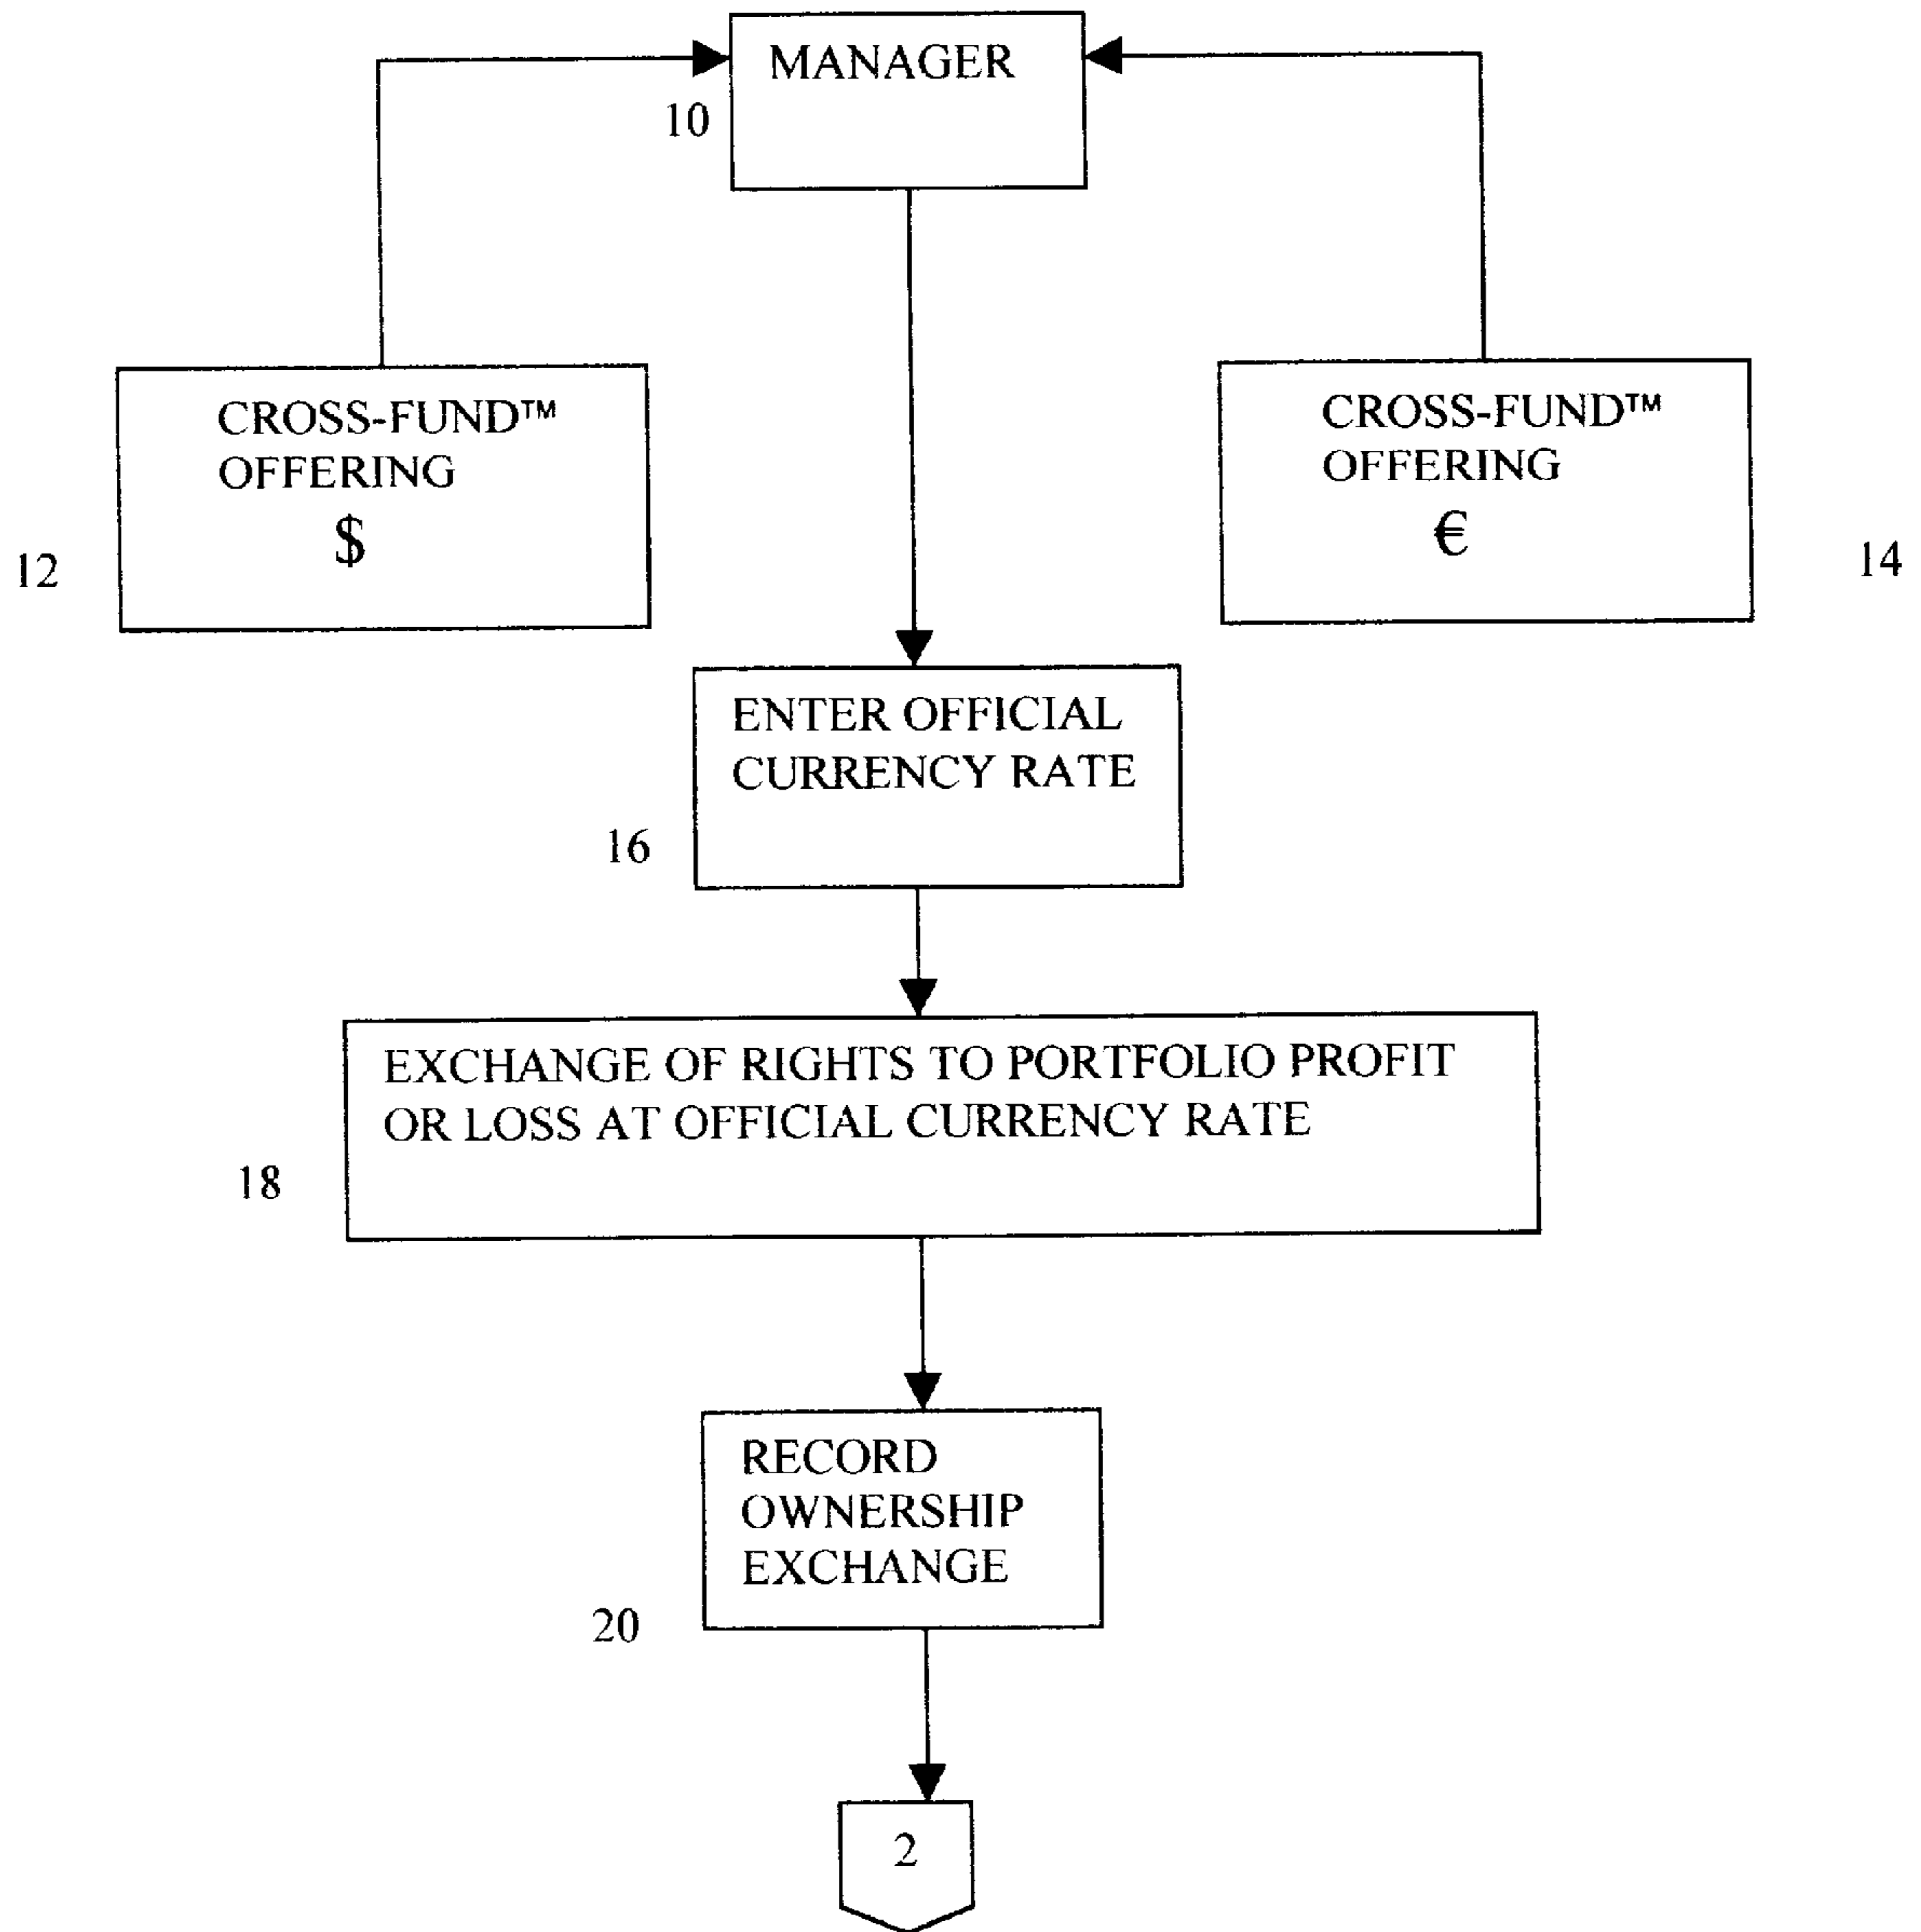 MANAGER
10
CROSS-FUND™
OFFERING
$
12
CROSS-FUND™
OFFERING
€
14
ENTER OFFICIAL
CURRENCY RATE
16
EXCHANGE OF RIGHTS TO PORTFOLIO PROFIT
OR LOSS AT OFFICIAL CURRENCY RATE
18
RECORD
OWNERSHIP
EXCHANGE
20
2